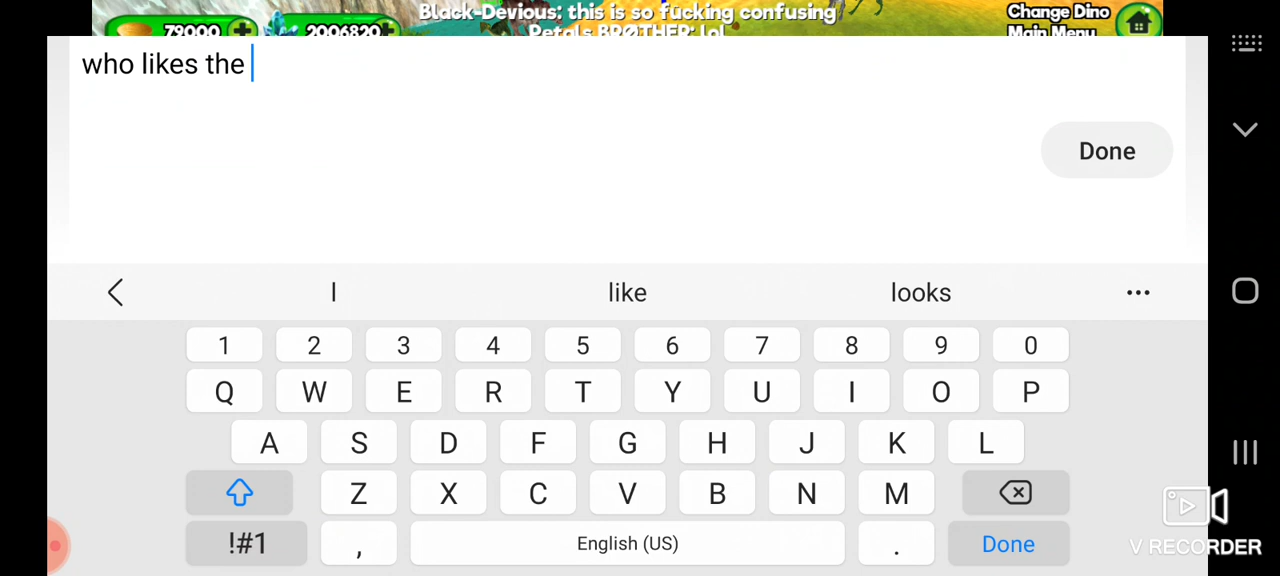 Black-Devious: this is so fücking confusing
Change Dino
79000
2006820
Petals BRØTHER: lol
Main Menu
who likes the
Done
I like looks
1 2 3 4 5 6 7 8 9 0
Q W E R T Y U I O P
A S D F G H J K L
Z X C V B N M
!#1 , English (US) . Done
V RECORDER